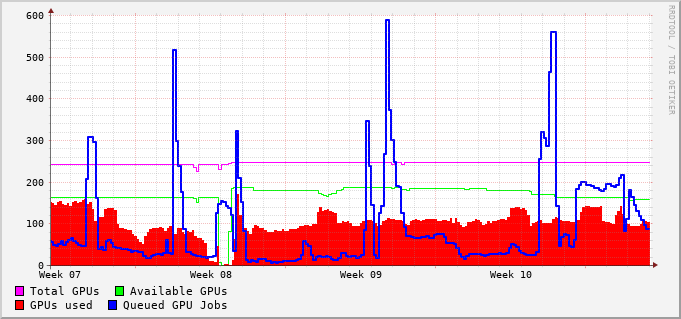 RRDTOOL / TOBI OETIKER
600
500
400
300
200
100
0
Week 07 Week 08 Week 09 Week 10
Total GPUs Available GPUs
GPUs used Queued GPU Jobs